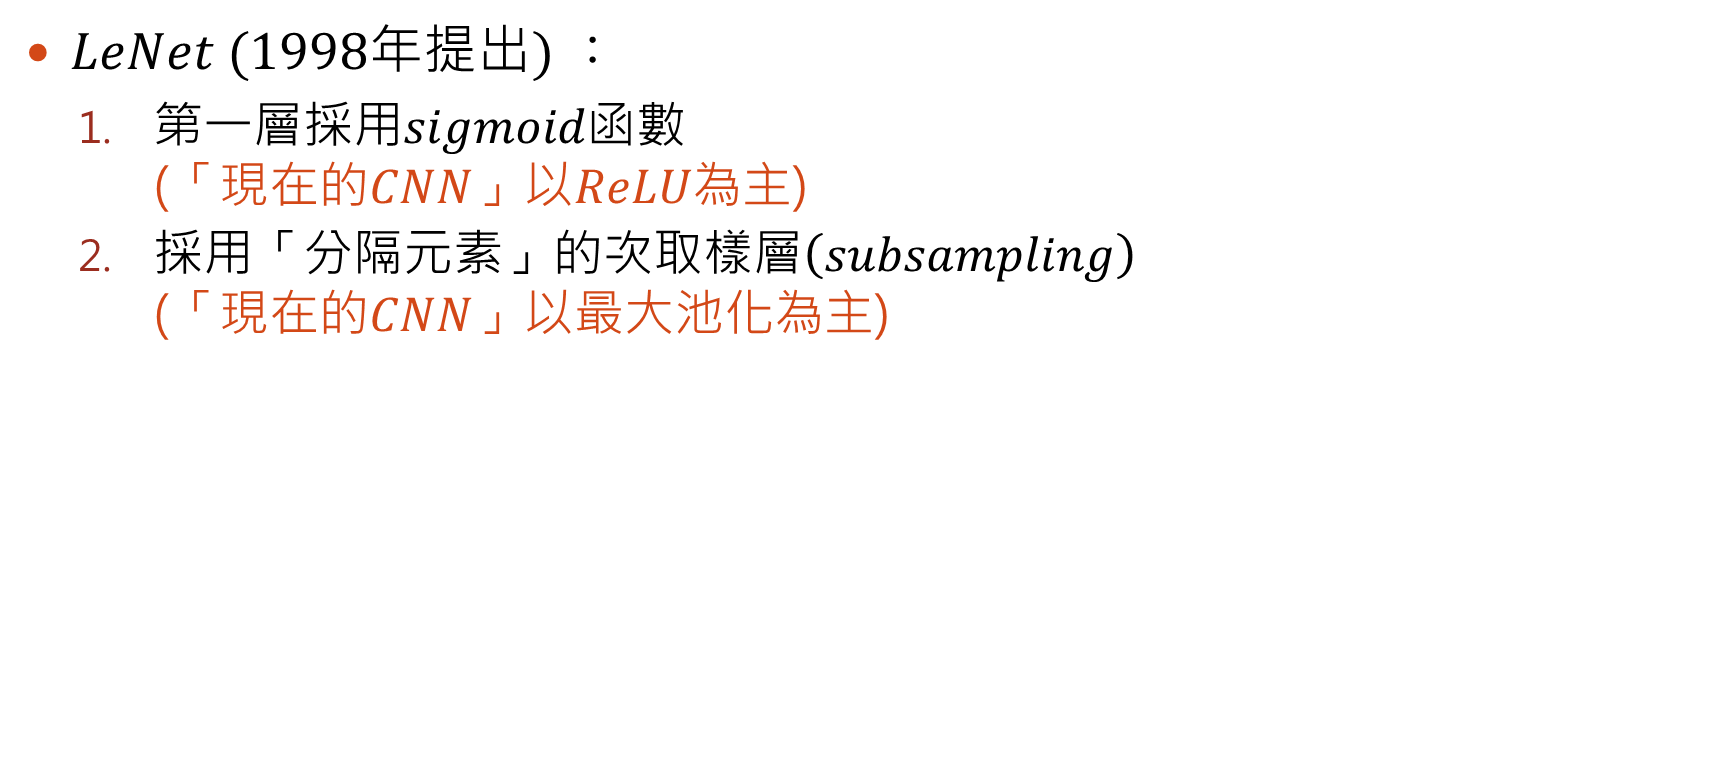 • LeNet (1998年提出) ：
1. 第一層採用sigmoid函數
(「現在的CNN」以ReLU為主)
2. 採用「分隔元素」的次取樣層(subsampling)
(「現在的CNN」以最大池化為主)